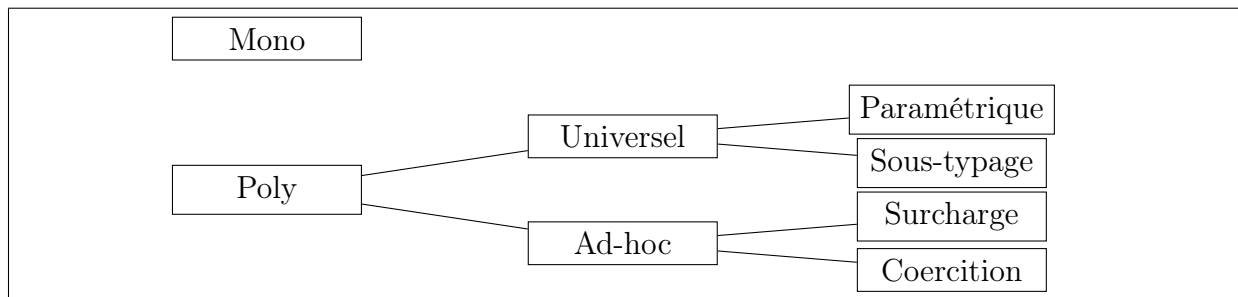 Mono
Paramétrique
Universel
Sous-typage
Poly
Surcharge
Ad-hoc
Coercition